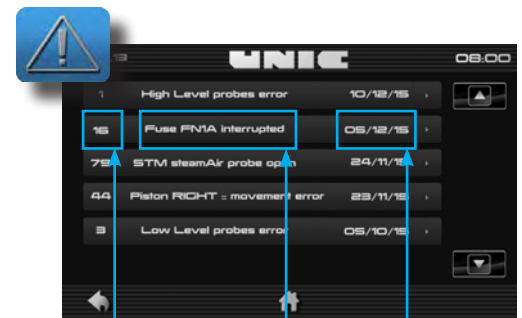 UNIC
08:00
1 High Level probes error 10/12/15
16 Fuse FN1A interrupted 05/12/15
79 STM steamAir probe open 24/11/15
44 Piston RIGHT = movement error 23/11/15
3 Low Level probes error 05/10/15